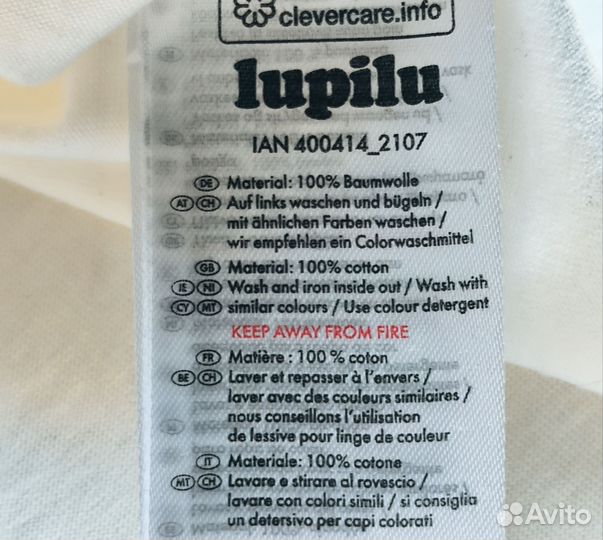 clevercare.info
lupilu
IAN 400414_2107
DE Material: 100% Baumwolle
AT CH Auf links waschen und bügeln /
mit ähnlichen Farben waschen /
wir empfehlen ein Colorwaschmittel
GB Material: 100% cotton
IE NI Wash and iron inside out / Wash with
CY MT similar colours / Use colour detergent
KEEP AWAY FROM FIRE
FR Matière : 100 % coton
BE CH Laver et repasser à l'envers /
laver avec des couleurs similaires /
nous conseillons l'utilisation
de lessive pour linge de couleur
IT Materiale: 100% cotone
MT CH Lavare e stirare al rovescio /
lavare con colori simili / si consiglia
un detersivo per capi colorati
Avito